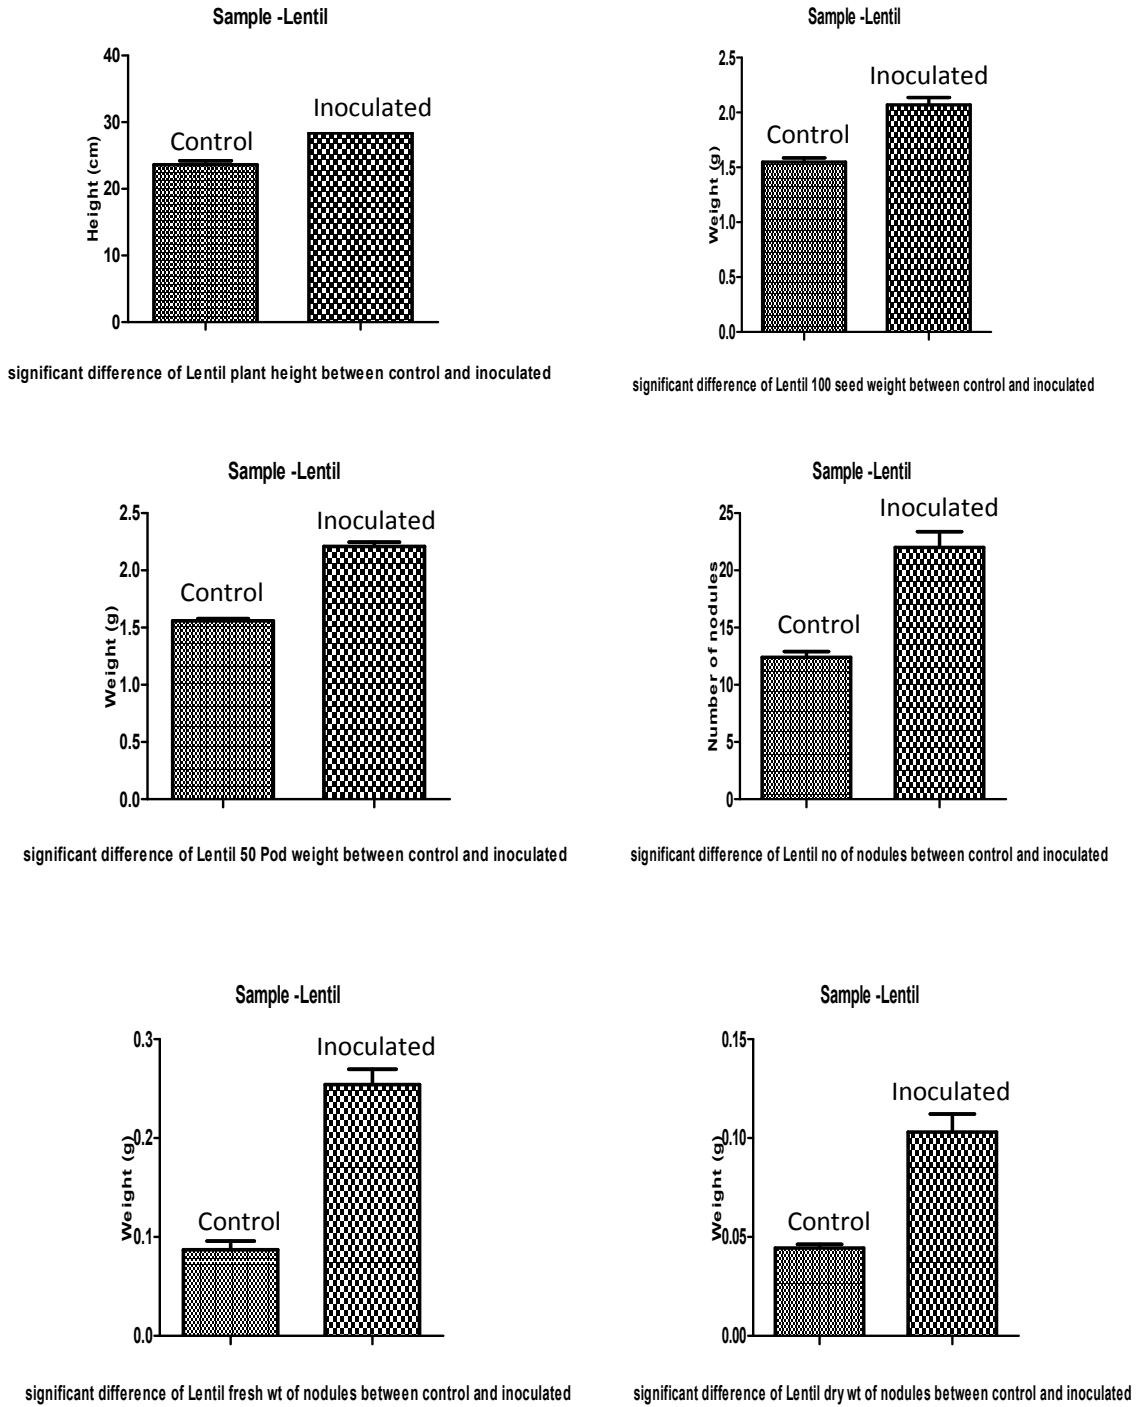 Sample -Lentil
40
30
20
10
0
Height (cm)
Control
Inoculated
significant difference of Lentil plant height between control and inoculated
Sample -Lentil
2.5
2.0
1.5
1.0
0.5
0.0
Weight (g)
Control
Inoculated
significant difference of Lentil 100 seed weight between control and inoculated
Sample -Lentil
2.5
2.0
1.5
1.0
0.5
0.0
Weight (g)
Control
Inoculated
significant difference of Lentil 50 Pod weight between control and inoculated
Sample -Lentil
25
20
15
10
5
0
Number of nodules
Control
Inoculated
significant difference of Lentil no of nodules between control and inoculated
Sample -Lentil
0.3
0.2
0.1
0.0
Weight (g)
Control
Inoculated
significant difference of Lentil fresh wt of nodules between control and inoculated
Sample -Lentil
0.15
0.10
0.05
0.00
Weight (g)
Control
Inoculated
significant difference of Lentil dry wt of nodules between control and inoculated